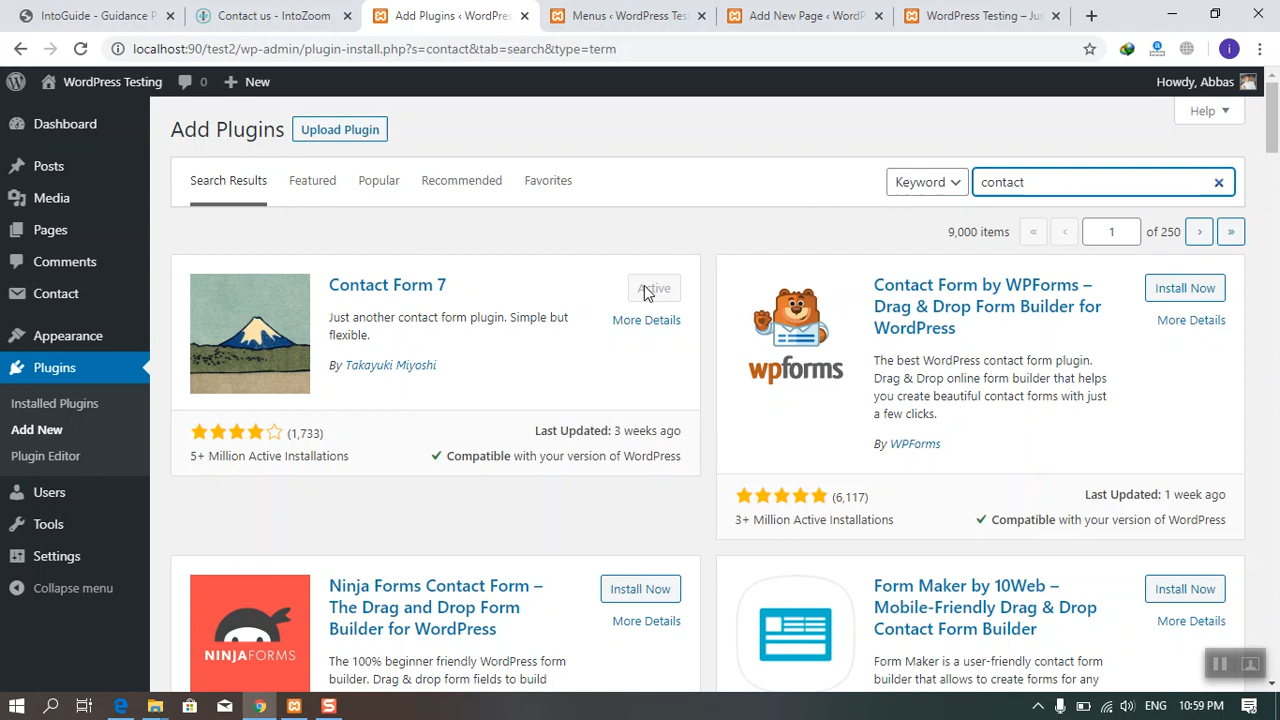 IntoGuide - Guidance P
Contact us - IntoZoom
Add Plugins ‹ WordPres
Menus ‹ WordPress Tes
Add New Page ‹ WordP
WordPress Testing – Jus
localhost:90/test2/wp-admin/plugin-install.php?s=contact&tab=search&type=term
i
WordPress Testing
0
New
Howdy, Abbas
Dashboard
Posts
Media
Pages
Comments
Contact
Appearance
Plugins
Installed Plugins
Add New
Plugin Editor
Users
Tools
Settings
Collapse menu
Help
Add Plugins
Upload Plugin
Search Results
Featured
Popular
Recommended
Favorites
Keyword
contact
9,000 items
«
‹
1
of 250
›
»
Contact Form 7
Active
More Details
Just another contact form plugin. Simple but
flexible.
By Takayuki Miyoshi
(1,733)
Last Updated: 3 weeks ago
5+ Million Active Installations
Compatible with your version of WordPress
wpforms
Contact Form by WPForms –
Drag & Drop Form Builder for
WordPress
Install Now
More Details
The best WordPress contact form plugin.
Drag & Drop online form builder that helps
you create beautiful contact forms with just
a few clicks.
By WPForms
(6,117)
Last Updated: 1 week ago
3+ Million Active Installations
Compatible with your version of WordPress
NINJAFORMS
Ninja Forms Contact Form –
The Drag and Drop Form
Builder for WordPress
Install Now
More Details
The 100% beginner friendly WordPress form
builder. Drag & drop form fields to build
Form Maker by 10Web –
Mobile-Friendly Drag & Drop
Contact Form Builder
Install Now
More Details
Form Maker is a user-friendly contact form
builder that allows to create forms for any
ENG
10:59 PM